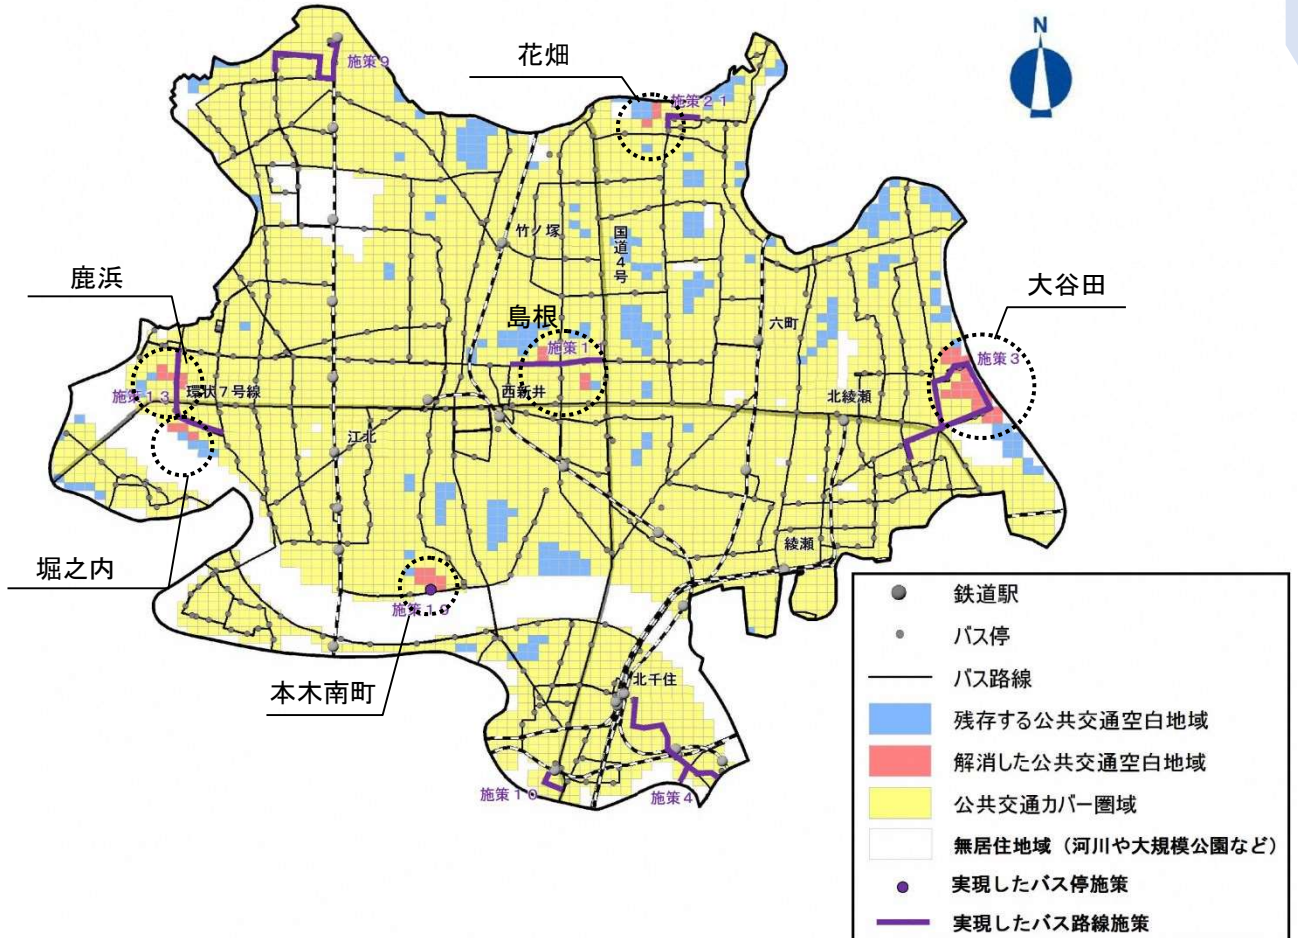 N
花畑
施策9
施策21
竹ノ塚
国道4号
鹿浜
大谷田
島根
六町
施策1
施策3
施策13
環状7号線
西新井
北綾瀬
江北
堀之内
綾瀬
施策19
本木南町
北千住
施策10
施策4
鉄道駅
バス停
バス路線
残存する公共交通空白地域
解消した公共交通空白地域
公共交通カバー圏域
無居住地域（河川や大規模公園など）
実現したバス停施策
実現したバス路線施策